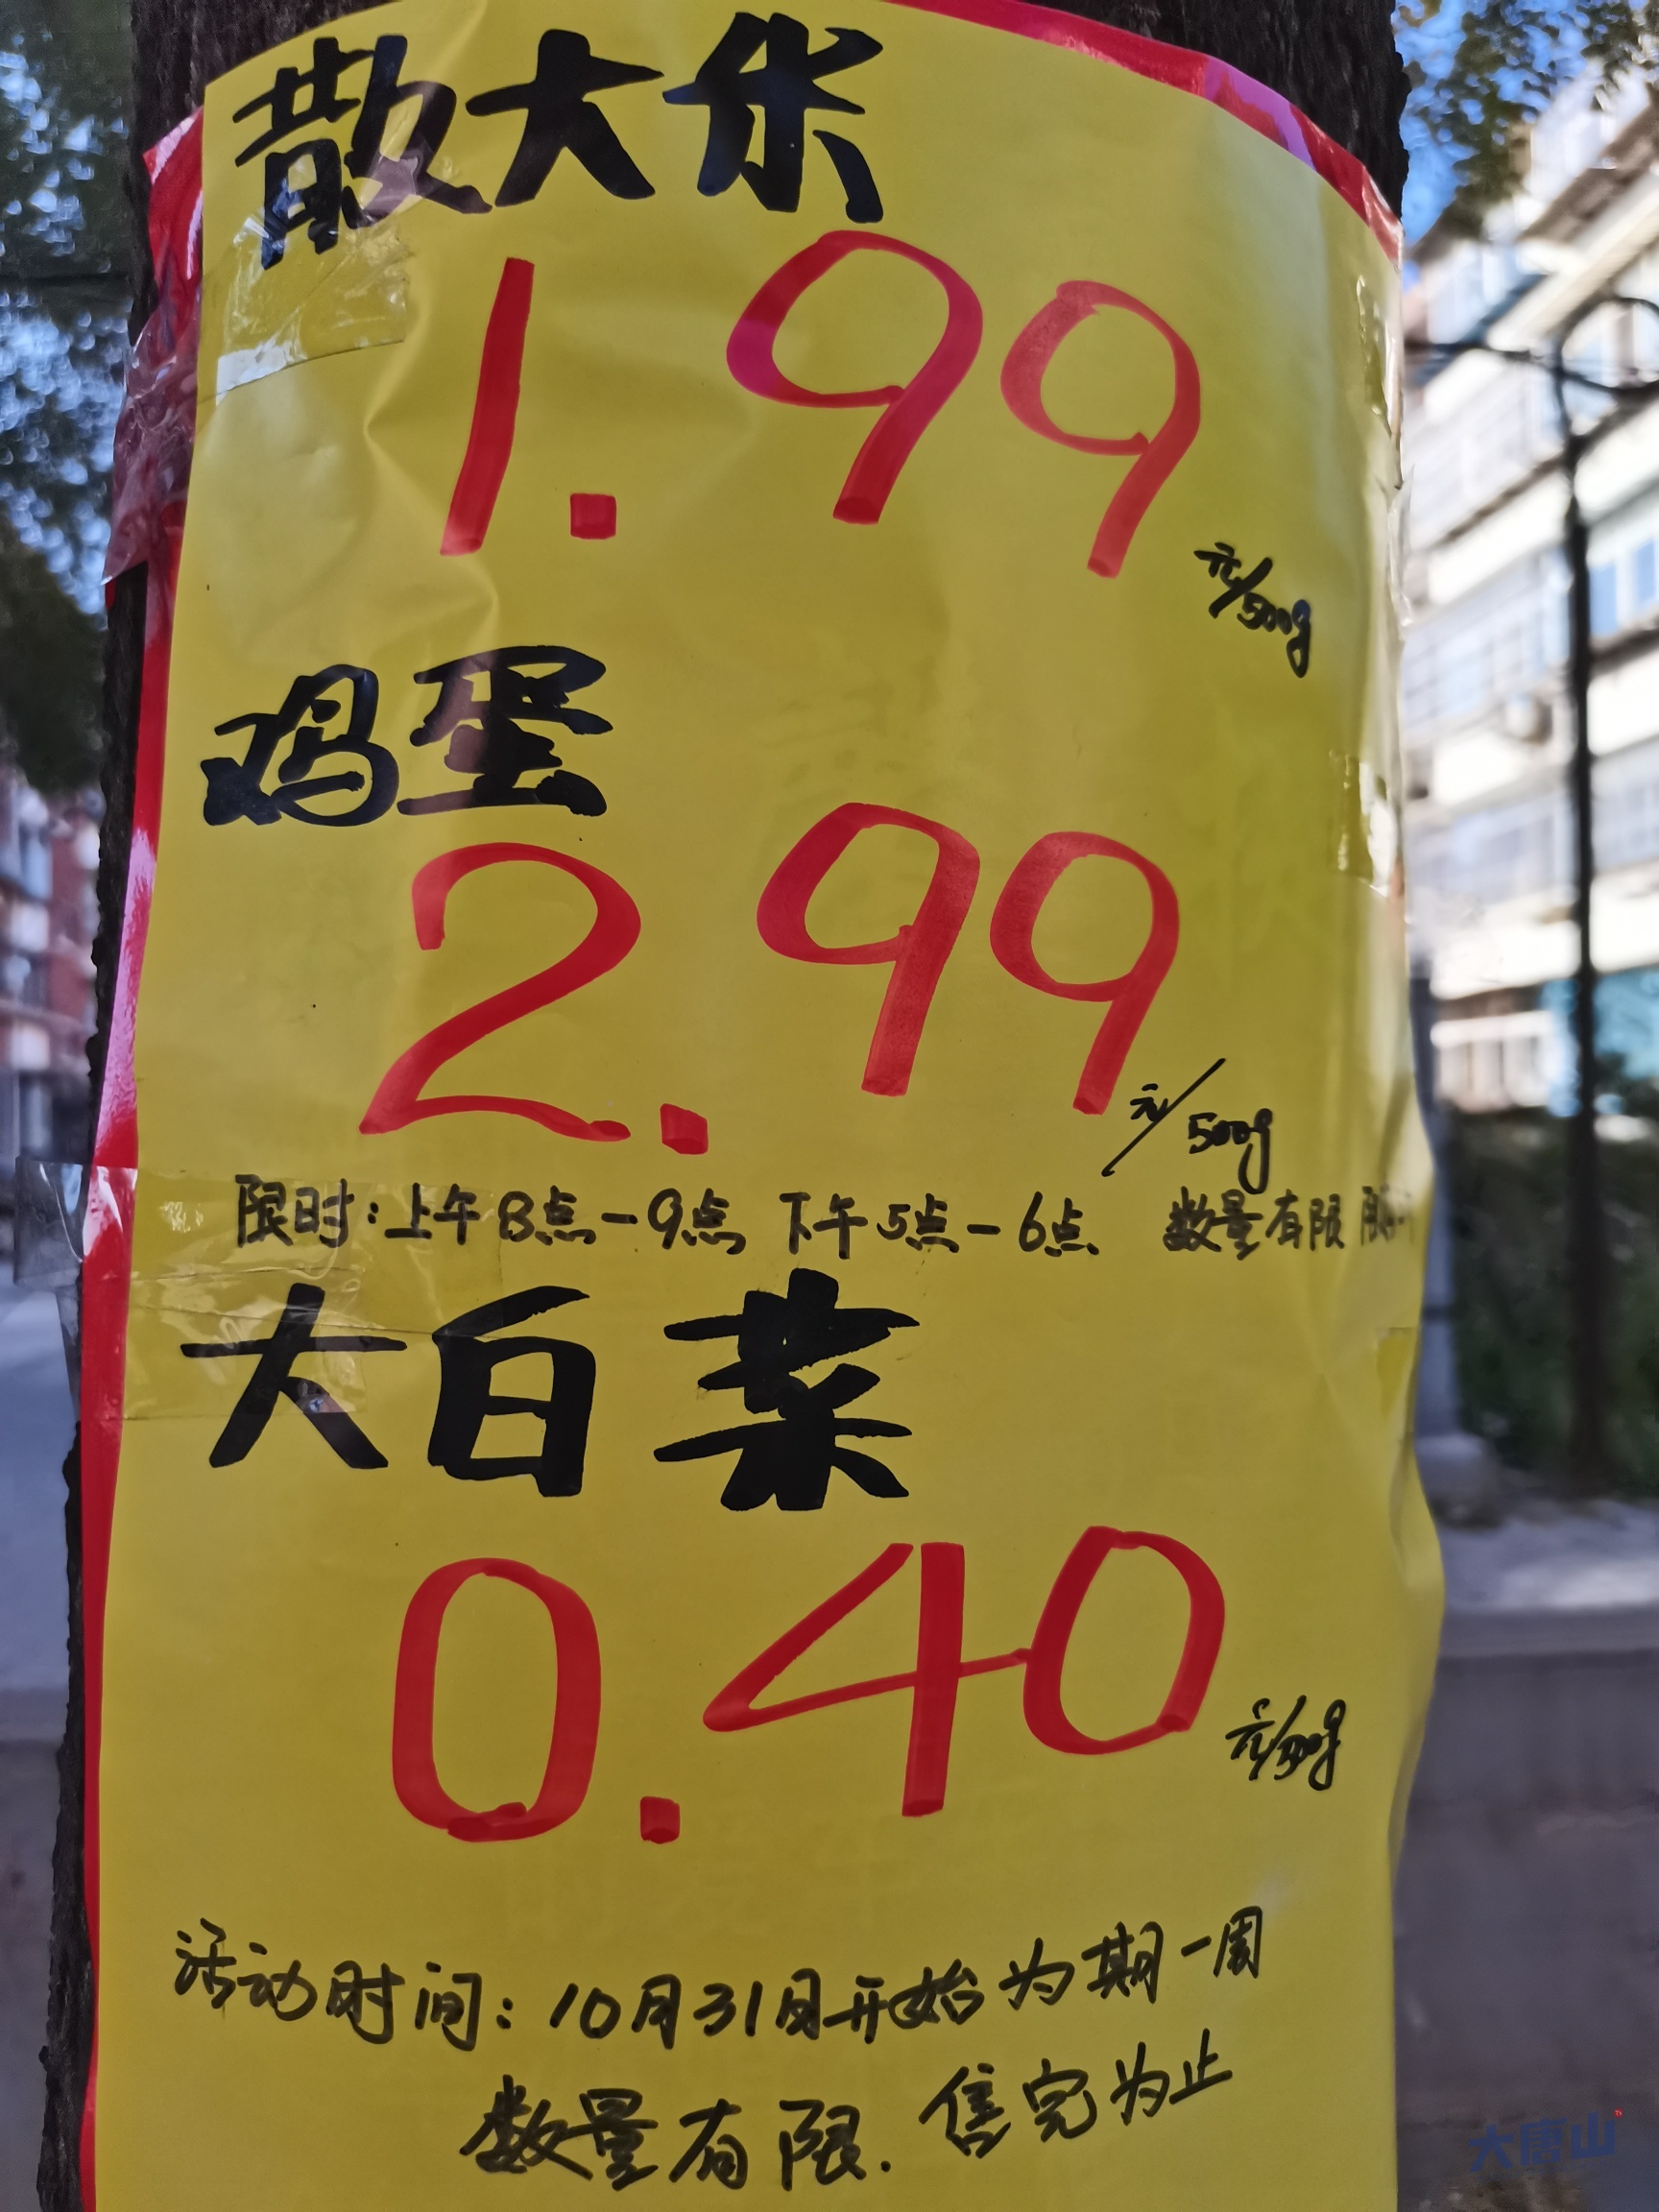 散大米
1.99
元/500g
鸡蛋
2.99
元/500g
限时:上午8点-9点 下午5点-6点 数量有限
大白菜
0.40
元/500g
活动时间:10月31日开始为期一周
数量有限.售完为止
大唐山